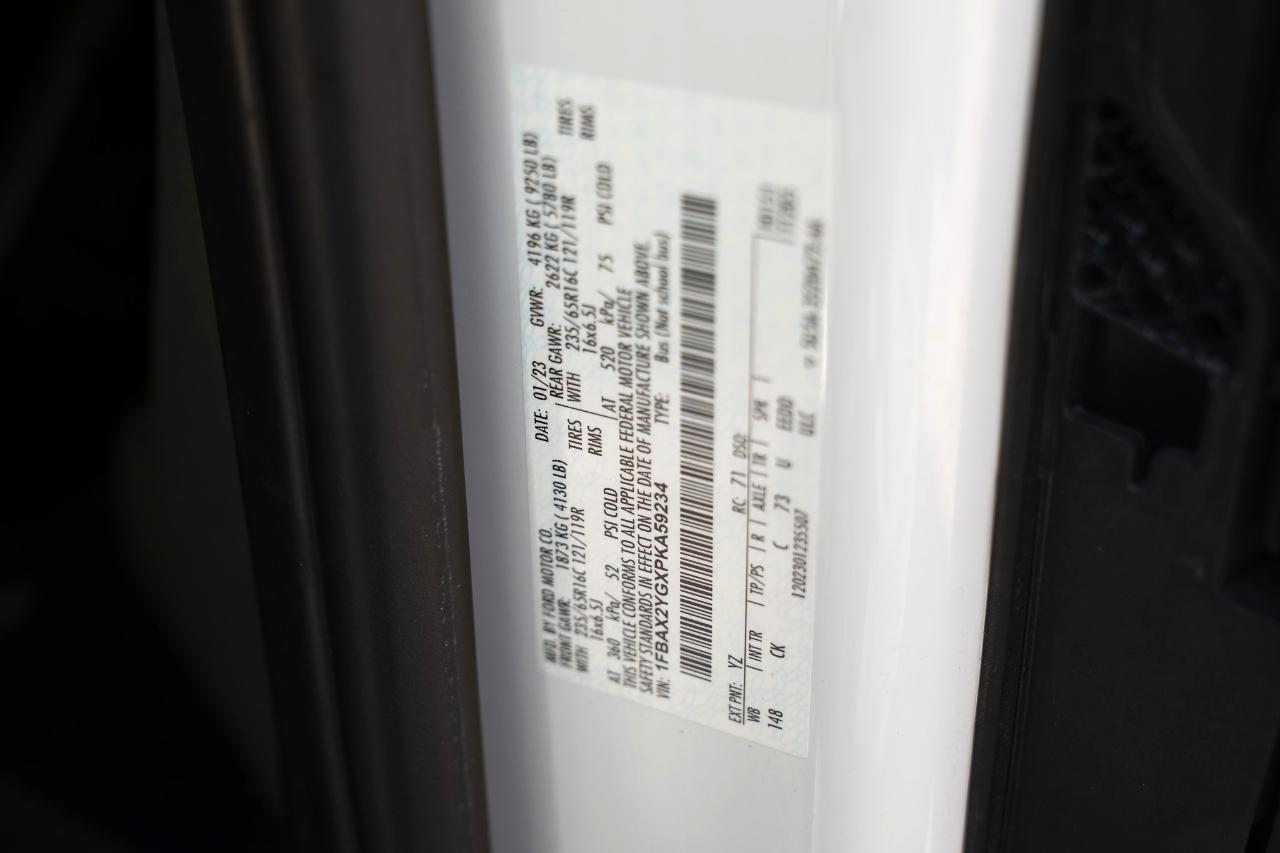 MFD. BY FORD MOTOR CO. DATE: 01/23 GVWR: 4196 KG ( 9250 LB)
FRONT GAWR: 1873 KG ( 4130 LB) REAR GAWR: 2622 KG ( 5780 LB)
WITH 235/65R16C 121/119R TIRES WITH 235/65R16C 121/119R TIRES
16x6.5J RIMS 16x6.5J RIMS
AT 360 kPa/ 52 PSI COLD AT 520 kPa/ 75 PSI COLD
THIS VEHICLE CONFORMS TO ALL APPLICABLE FEDERAL MOTOR VEHICLE
SAFETY STANDARDS IN EFFECT ON THE DATE OF MANUFACTURE SHOWN ABOVE.
VIN: 1FBAX2YGXPKA59234 TYPE: Bus (Not school bus)
EXT PNT: YZ RC: 71 DSO:
WB INT TR TP/PS R AXLE TR SPR
148 CK C 73 U EEDD
1202301235507 ULC